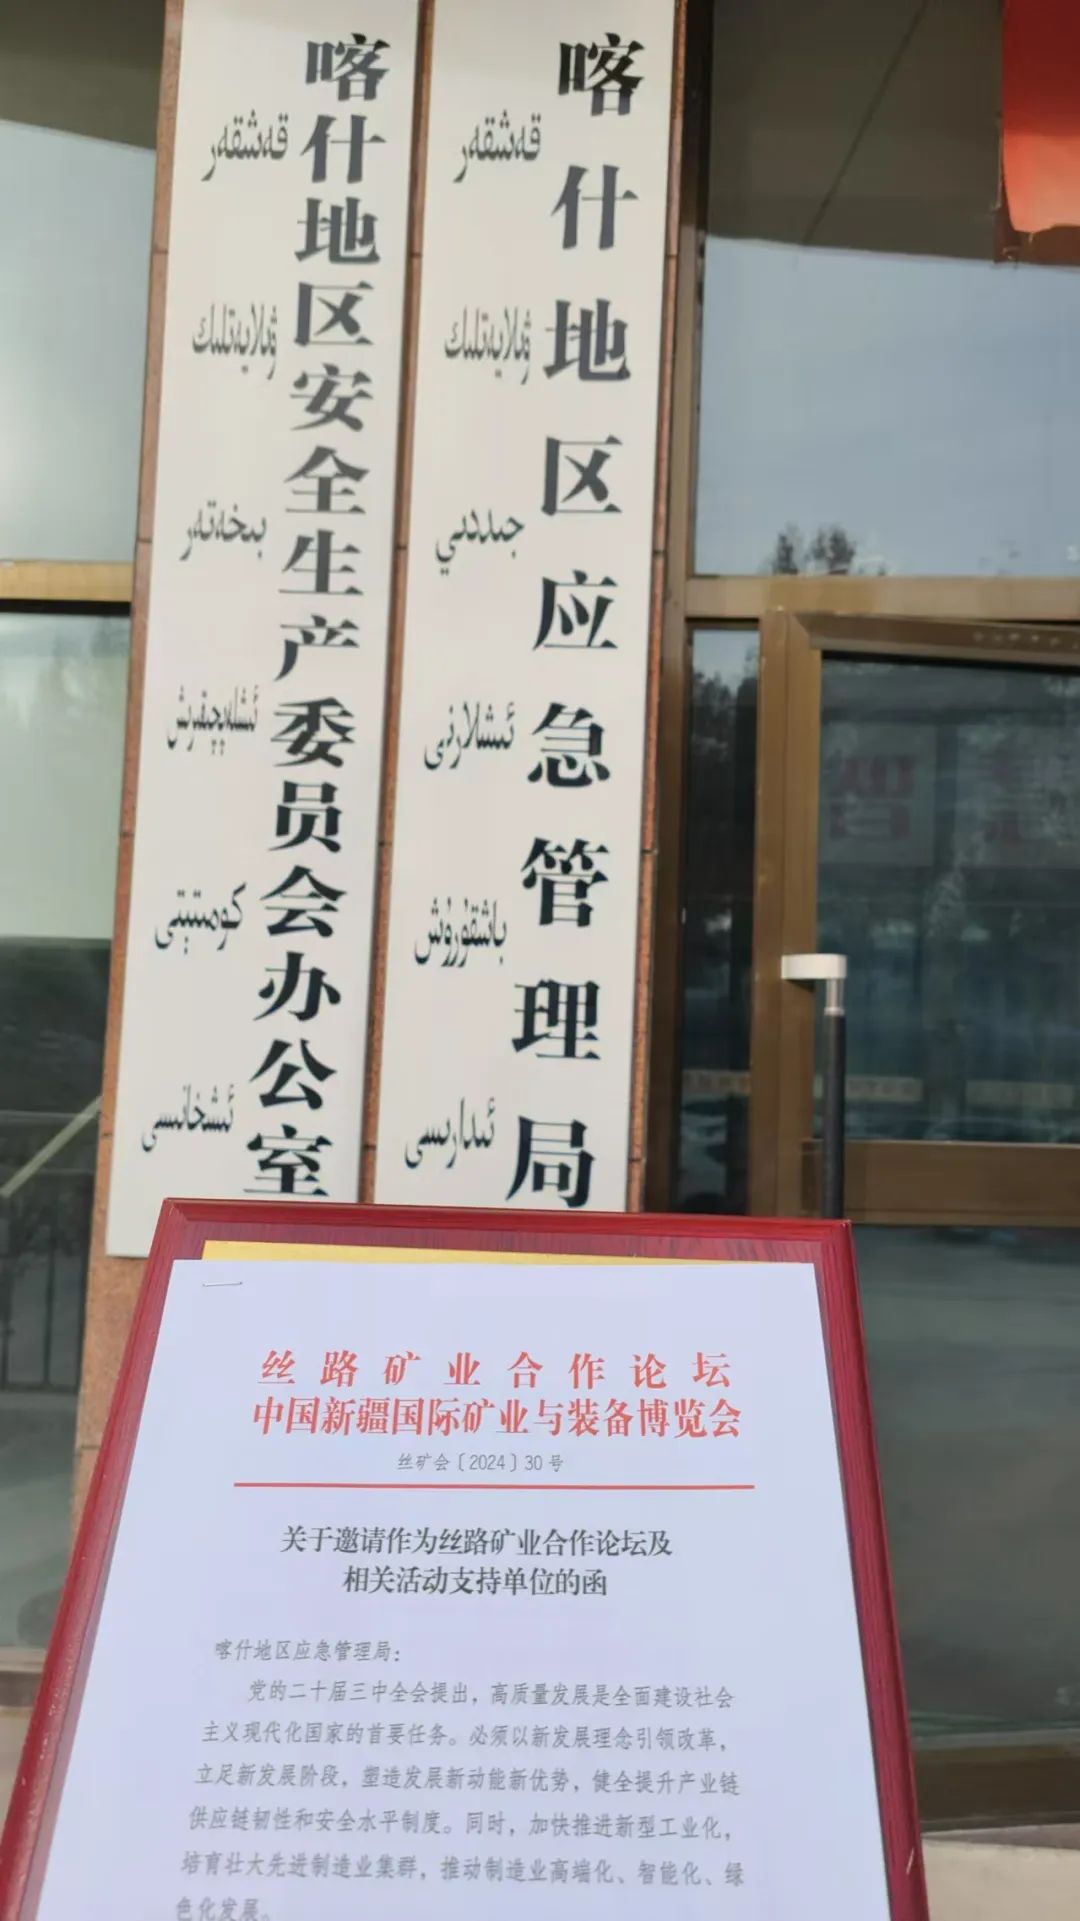 喀什地区安全生产委员会办公室
قەشقەر
ۋىلايەتلىك
بىخەتەر
ئىشلەپچىقىرىش
كومىتېتى
ئىشخانىسى
喀什地区应急管理局
قەشقەر
ۋىلايەتلىك
جىددىي
ئىشلارنى
باشقۇرۇش
ئىدارىسى
丝路矿业合作论坛
中国新疆国际矿业与装备博览会
丝矿会〔2024〕30号
关于邀请作为丝路矿业合作论坛及
相关活动支持单位的函
喀什地区应急管理局：
党的二十届三中全会提出，高质量发展是全面建设社会
主义现代化国家的首要任务。必须以新发展理念引领改革，
立足新发展阶段，塑造发展新动能新优势，健全提升产业链
供应链韧性和安全水平制度。同时，加快推进新型工业化，
培育壮大先进制造业集群，推动制造业高端化、智能化、绿
色化发展。